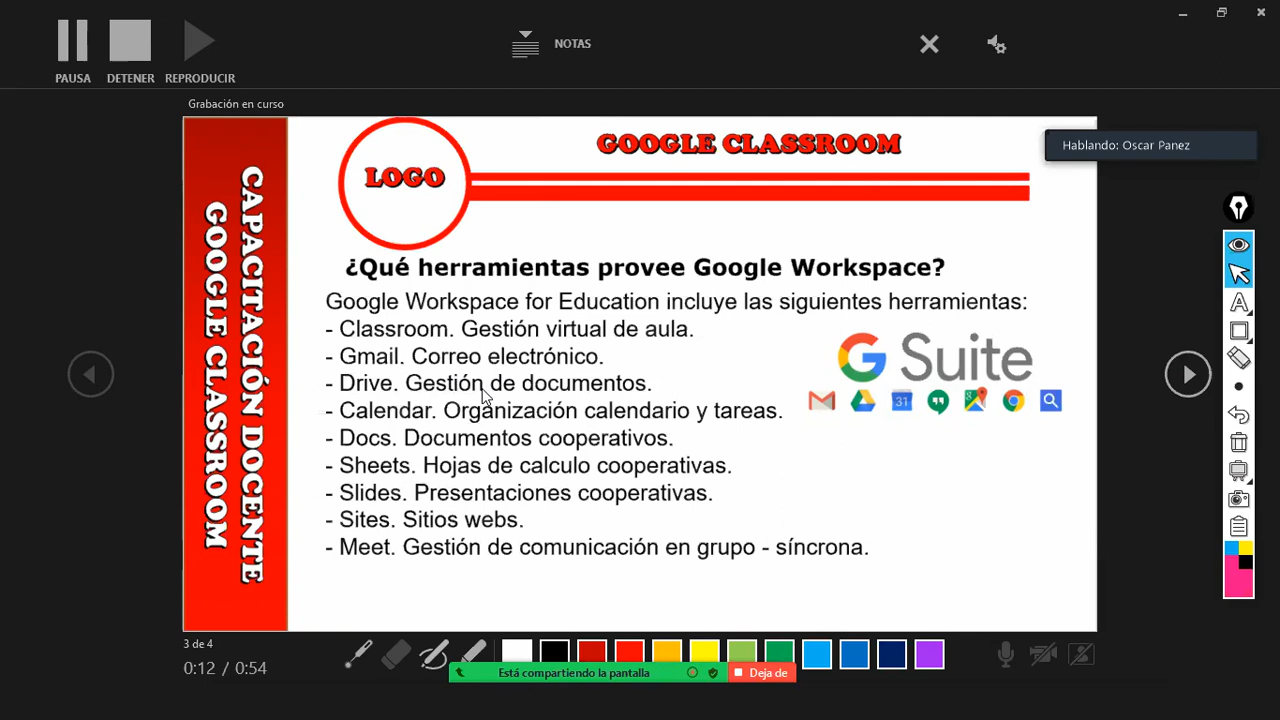 PAUSA
DETENER
REPRODUCIR
NOTAS
Grabación en curso
Hablando: Oscar Panez
CAPACITACIÓN DOCENTE
GOOGLE CLASSROOM
LOGO
GOOGLE CLASSROOM
¿Qué herramientas provee Google Workspace?
Google Workspace for Education incluye las siguientes herramientas:
- Classroom. Gestión virtual de aula.
- Gmail. Correo electrónico.
- Drive. Gestión de documentos.
- Calendar. Organización calendario y tareas.
- Docs. Documentos cooperativos.
- Sheets. Hojas de calculo cooperativas.
- Slides. Presentaciones cooperativas.
- Sites. Sitios webs.
- Meet. Gestión de comunicación en grupo - síncrona.
G Suite
31
3 de 4
0:12 / 0:54
Está compartiendo la pantalla
Deja de